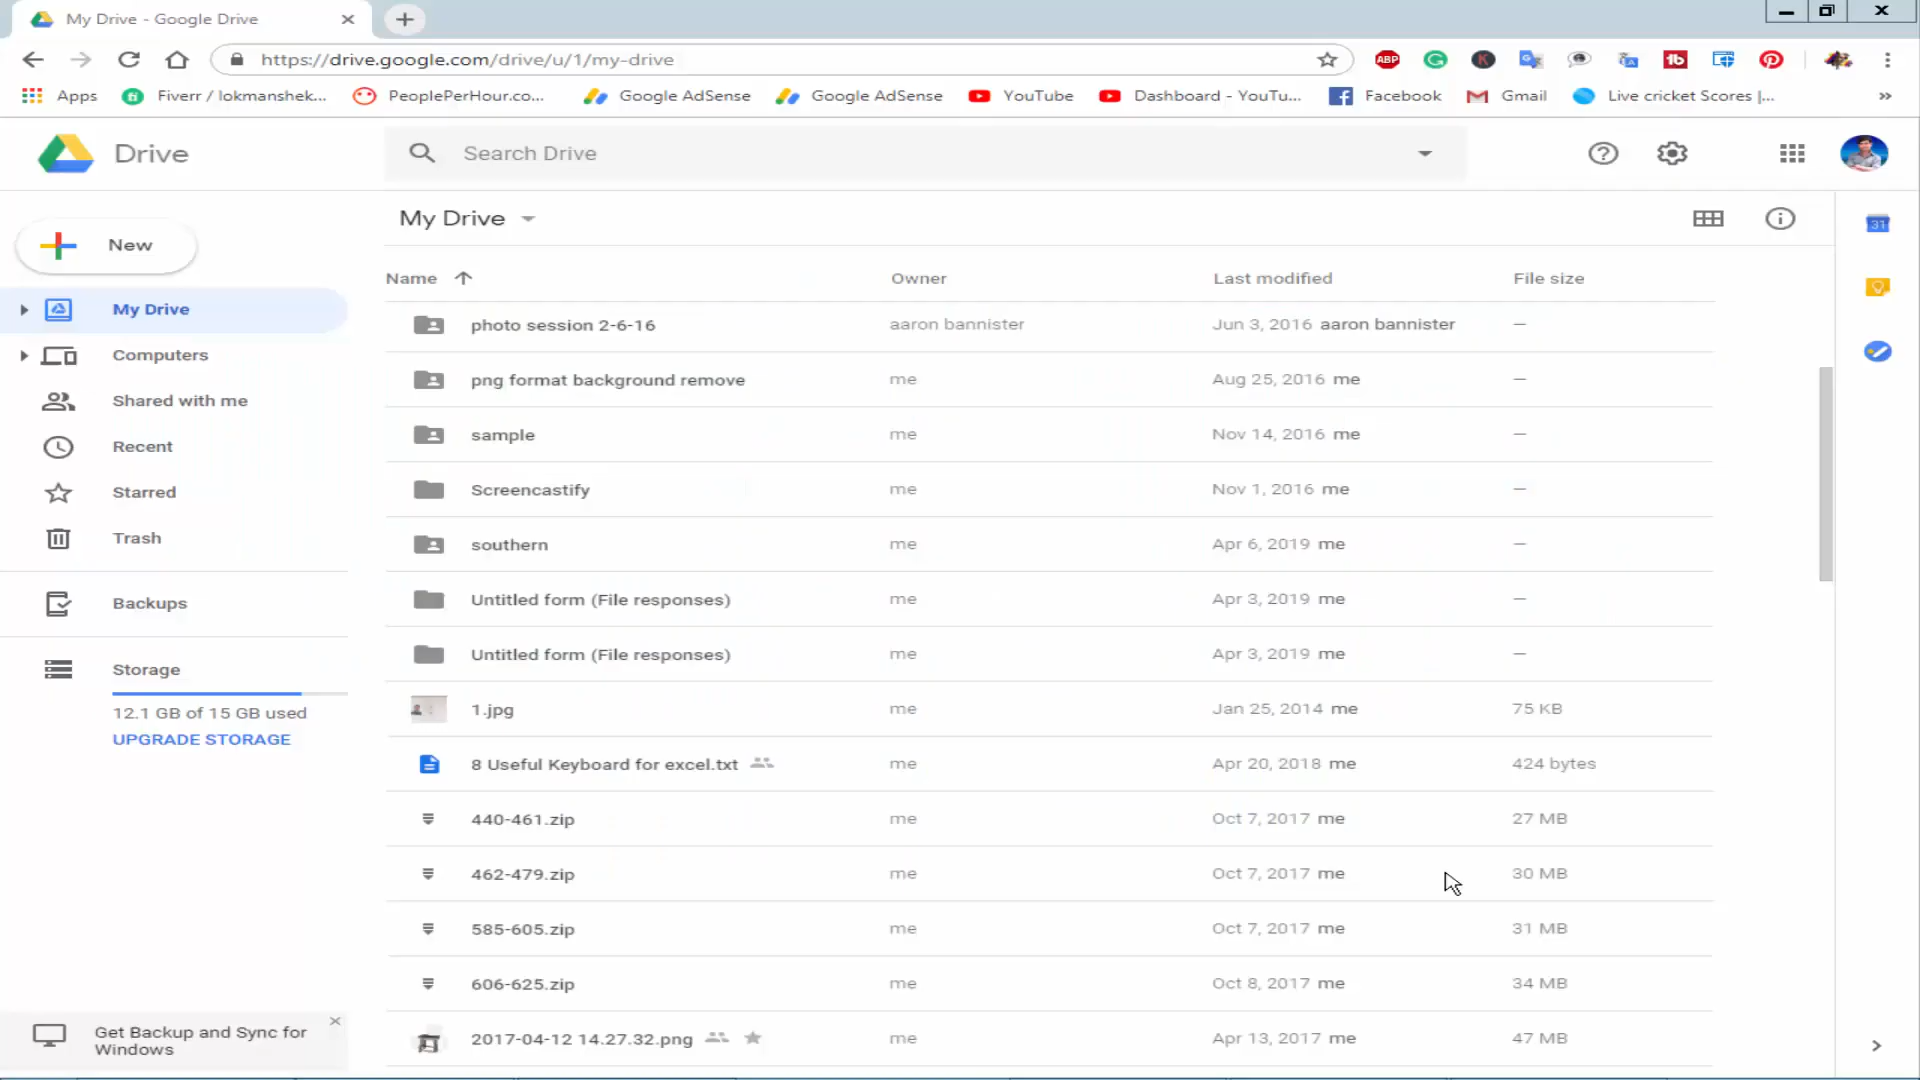 My Drive - Google Drive
https://drive.google.com/drive/u/1/my-drive
ABP
Apps Fiverr / lokmanshek... PeoplePerHour.co... Google AdSense Google AdSense YouTube Dashboard - YouTu... Facebook Gmail Live cricket Scores |... »
Drive
Search Drive
My Drive
31
New
Name Owner Last modified File size
My Drive
Computers
Shared with me
Recent
Starred
Trash
Backups
Storage
12.1 GB of 15 GB used
UPGRADE STORAGE
photo session 2-6-16 aaron bannister Jun 3, 2016 aaron bannister —
png format background remove me Aug 25, 2016 me —
sample me Nov 14, 2016 me —
Screencastify me Nov 1, 2016 me —
southern me Apr 6, 2019 me —
Untitled form (File responses) me Apr 3, 2019 me —
Untitled form (File responses) me Apr 3, 2019 me —
1.jpg me Jan 25, 2014 me 75 KB
8 Useful Keyboard for excel.txt me Apr 20, 2018 me 424 bytes
440-461.zip me Oct 7, 2017 me 27 MB
462-479.zip me Oct 7, 2017 me 30 MB
585-605.zip me Oct 7, 2017 me 31 MB
606-625.zip me Oct 8, 2017 me 34 MB
2017-04-12 14.27.32.png me Apr 13, 2017 me 47 MB
Get Backup and Sync for
Windows